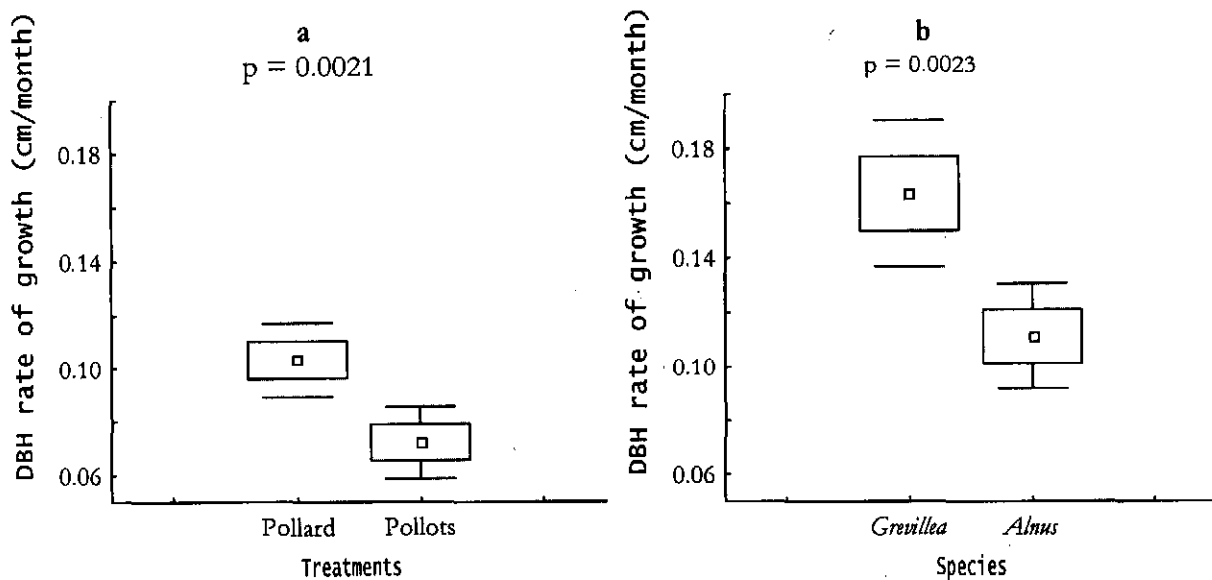 a
p = 0.0021
DBH rate of growth (cm/month)
0.18
0.14
0.10
0.06
Pollard Pollots
Treatments
b
p = 0.0023
DBH rate of growth (cm/month)
0.18
0.14
0.10
0.06
Grevillea Alnus
Species